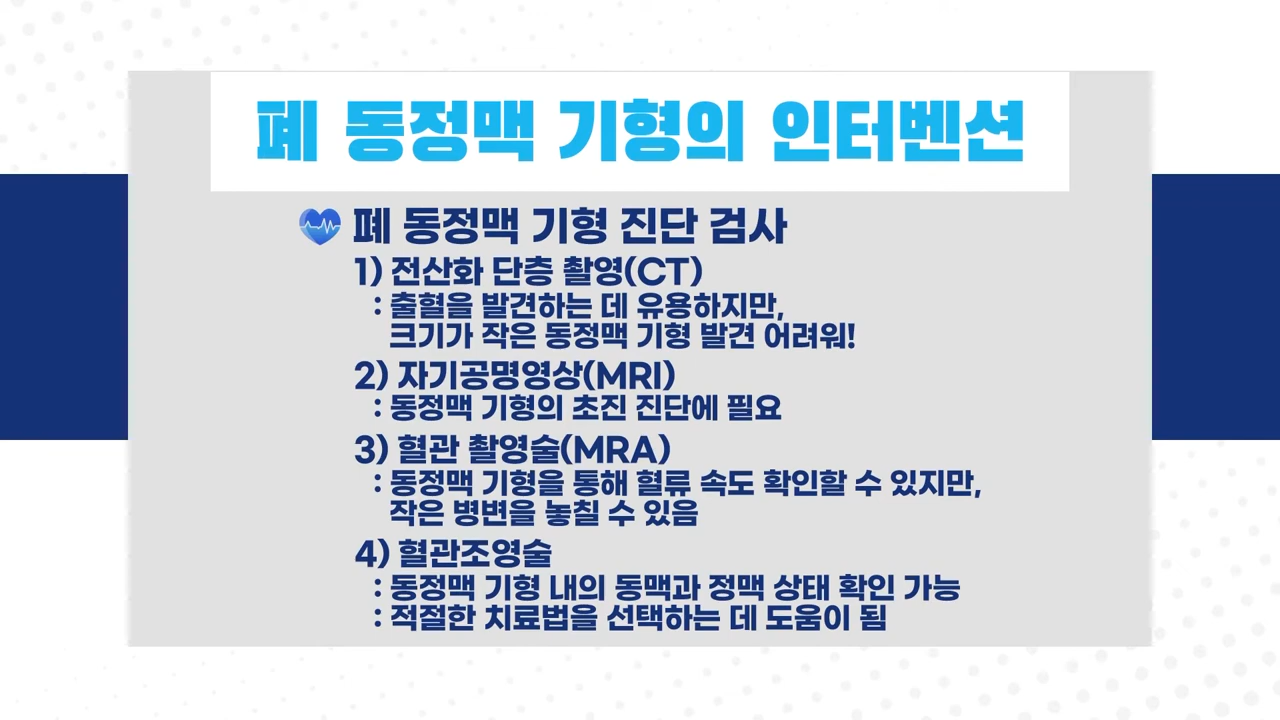 폐 동정맥 기형의 인터벤션
폐 동정맥 기형 진단 검사
1) 전산화 단층 촬영(CT)
: 출혈을 발견하는 데 유용하지만,
크기가 작은 동정맥 기형 발견 어려워!
2) 자기공명영상(MRI)
: 동정맥 기형의 초진 진단에 필요
3) 혈관 촬영술(MRA)
: 동정맥 기형을 통해 혈류 속도 확인할 수 있지만,
작은 병변을 놓칠 수 있음
4) 혈관조영술
: 동정맥 기형 내의 동맥과 정맥 상태 확인 가능
: 적절한 치료법을 선택하는 데 도움이 됨